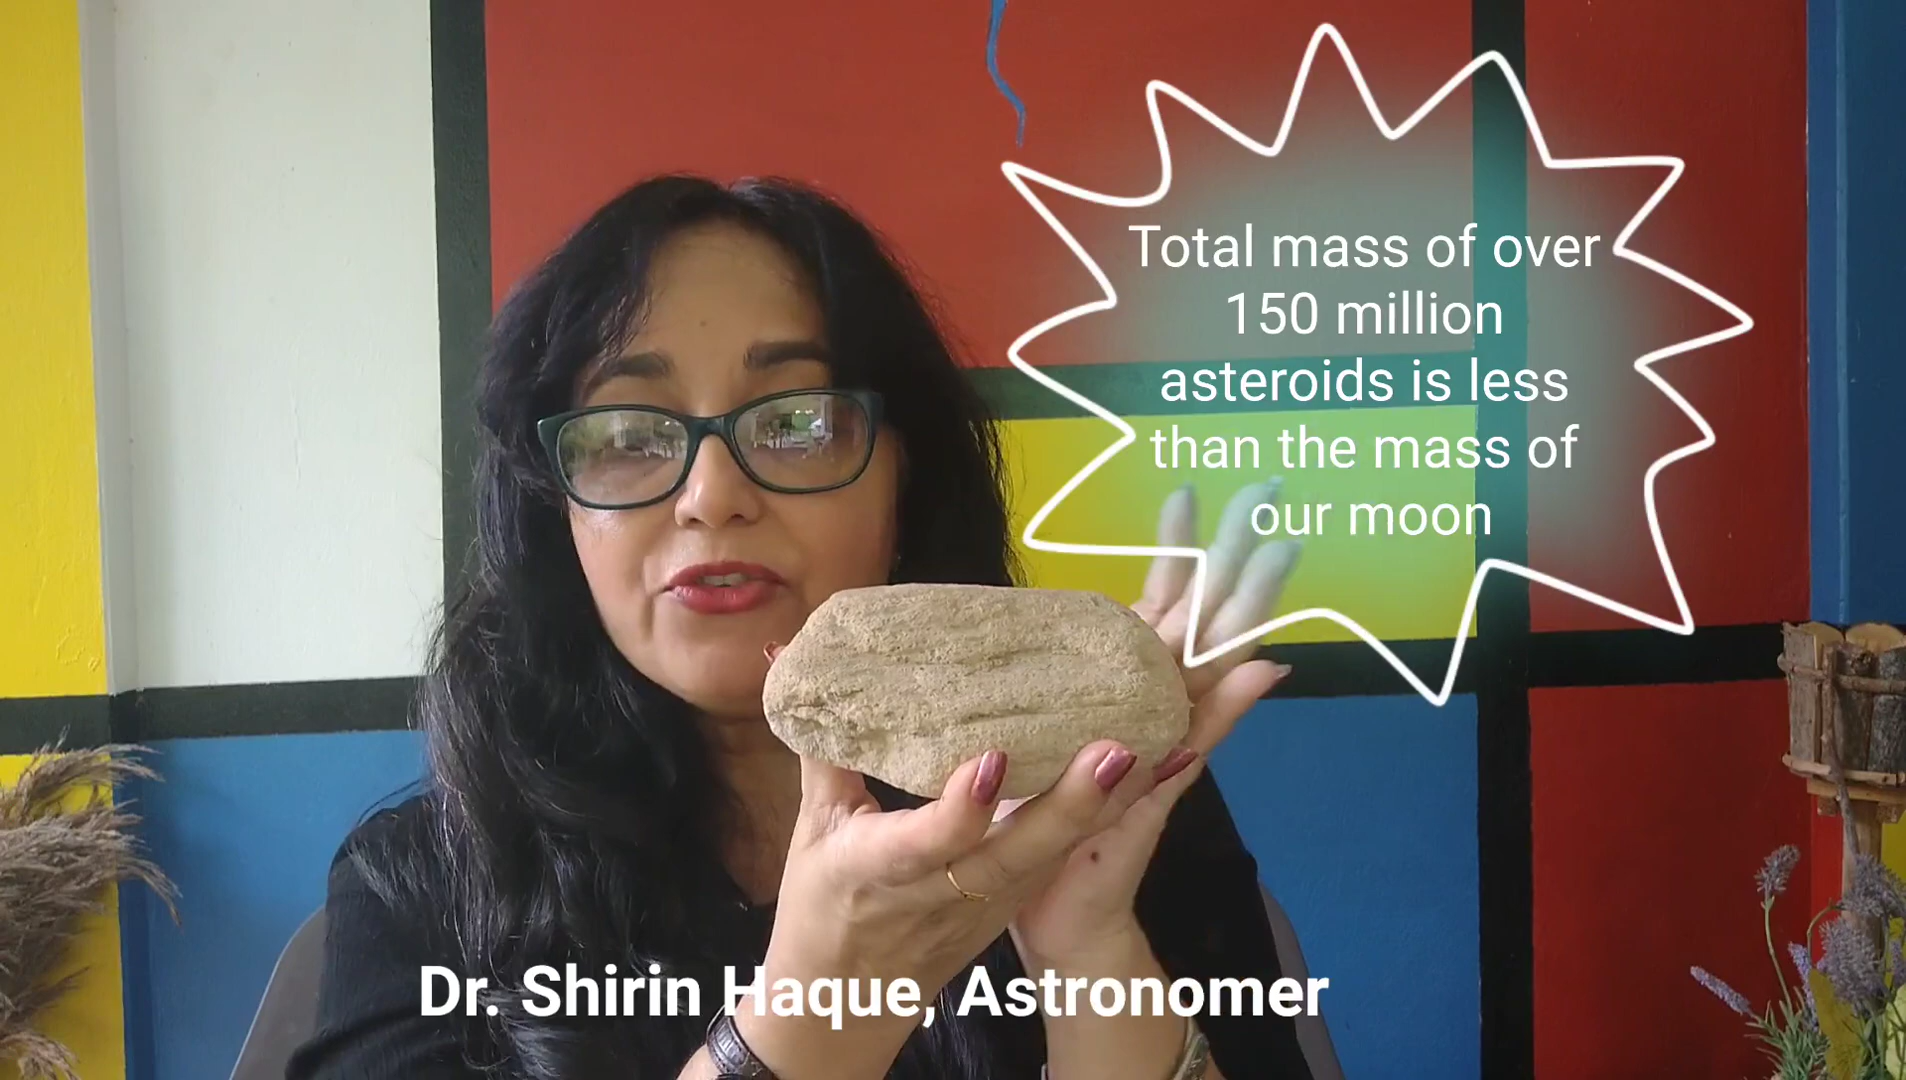 Total mass of over
150 million
asteroids is less
than the mass of
our moon
Dr. Shirin Haque, Astronomer